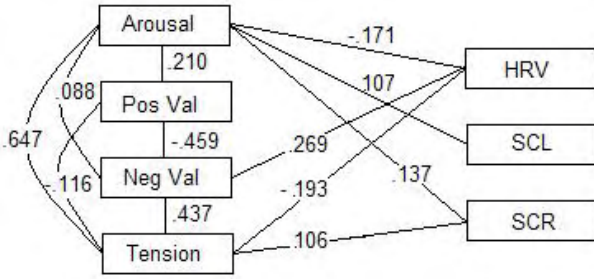 Arousal
-.171
HRV
.210
.107
.088
Pos Val
.647
-.459
.269
SCL
-.116
Neg Val
-.193
.137
.437
SCR
Tension
.106